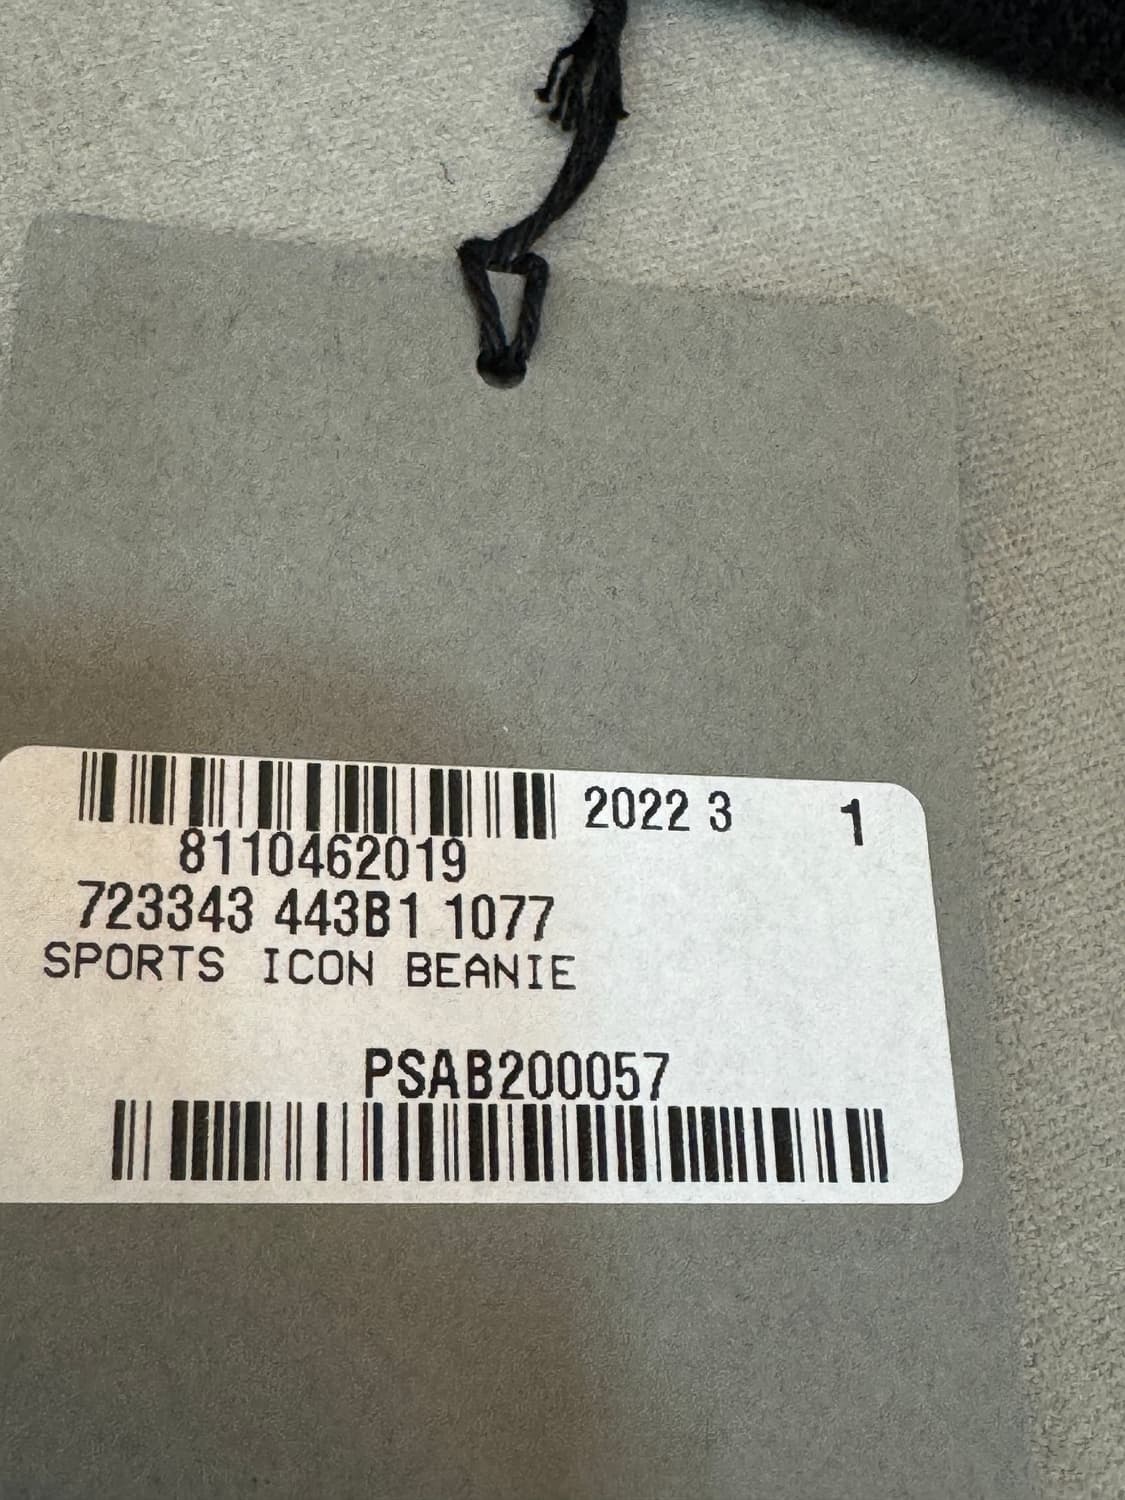 2022 3 1
8110462019
723343 443B1 1077
SPORTS ICON BEANIE
PSAB200057